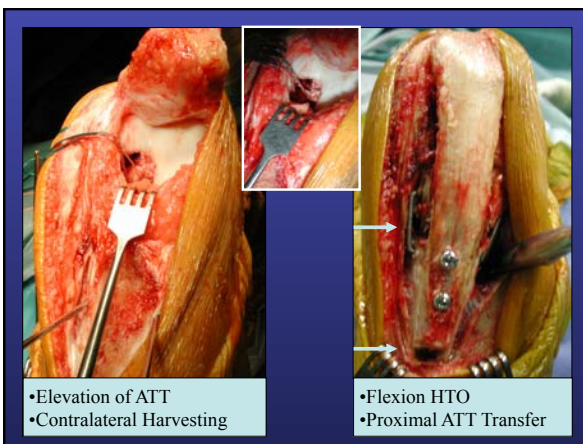 •Elevation of ATT
•Contralateral Harvesting
•Flexion HTO
•Proximal ATT Transfer